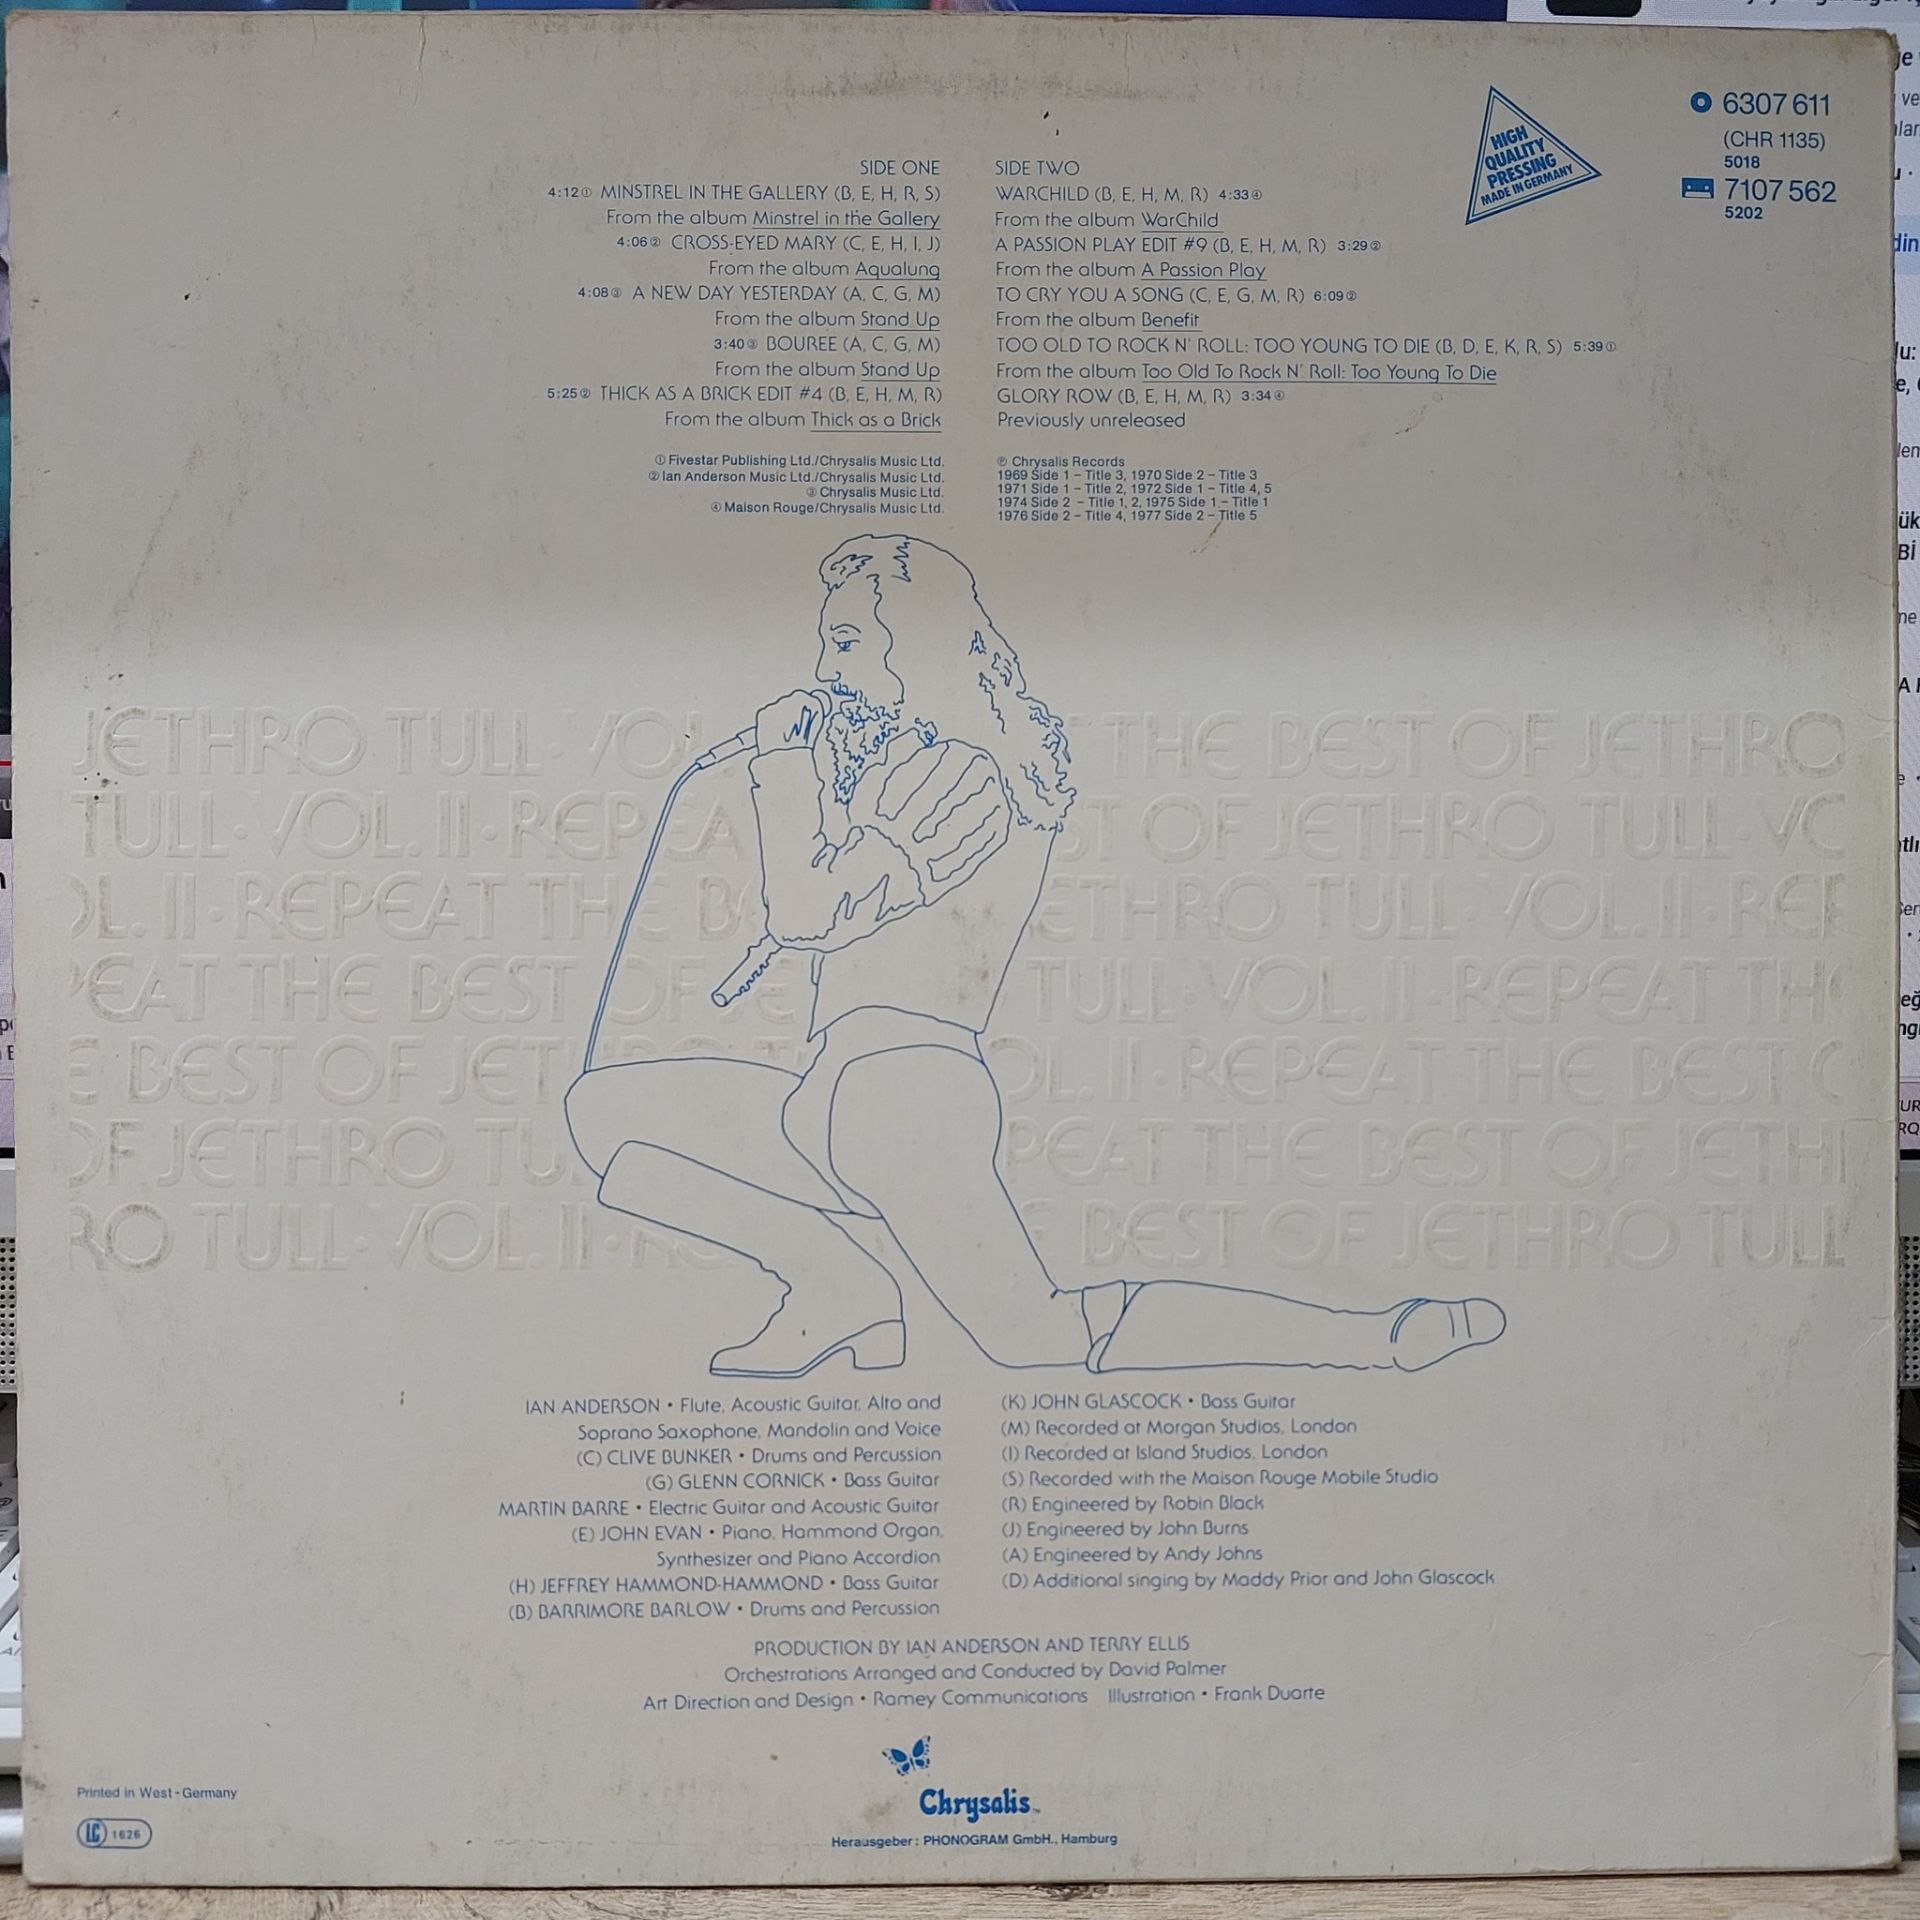 SIDE ONE
4:12① MINSTREL IN THE GALLERY (B, E, H, R, S)
From the album Minstrel in the Gallery
4:06② CROSS-EYED MARY (C, E, H, I, J)
From the album Aqualung
4:08③ A NEW DAY YESTERDAY (A, C, G, M)
From the album Stand Up
3:40③ BOUREE (A, C, G, M)
From the album Stand Up
5:25② THICK AS A BRICK EDIT #4 (B, E, H, M, R)
From the album Thick as a Brick
① Fivestar Publishing Ltd./Chrysalis Music Ltd.
② Ian Anderson Music Ltd./Chrysalis Music Ltd.
③ Chrysalis Music Ltd.
④ Maison Rouge/Chrysalis Music Ltd.
SIDE TWO
WARCHILD (B, E, H, M, R) 4:33④
From the album WarChild
A PASSION PLAY EDIT #9 (B, E, H, M, R) 3:29②
From the album A Passion Play
TO CRY YOU A SONG (C, E, G, M, R) 6:09②
From the album Benefit
TOO OLD TO ROCK N' ROLL: TOO YOUNG TO DIE (B, D, E, K, R, S) 5:39①
From the album Too Old To Rock N' Roll: Too Young To Die
GLORY ROW (B, E, H, M, R) 3:34④
Previously unreleased
℗ Chrysalis Records
1969 Side 1 – Title 3, 1970 Side 2 – Title 3
1971 Side 1 – Title 2, 1972 Side 1 – Title 4, 5
1974 Side 2 – Title 1, 2, 1975 Side 1 – Title 1
1976 Side 2 – Title 4, 1977 Side 2 – Title 5
HIGH
QUALITY
PRESSING
MADE IN GERMANY
6307 611
(CHR 1135)
5018
7107 562
5202
JETHRO TULL · VOL. THE BEST OF JETHRO
TULL · VOL. II · REPEA ST OF JETHRO TULL · VO
OL. II · REPEAT THE B ETHRO TULL VOL. II · REP
PEAT THE BEST OF JE TULL · VOL. II REPEAT THE
E BEST OF JETHRO T OL. II · REPEAT THE BEST O
OF JETHRO TU PEAT THE BEST OF JETH
RO TULL · VOL. II · RE E BEST OF JETHRO TULL
IAN ANDERSON • Flute, Acoustic Guitar, Alto and
Soprano Saxophone, Mandolin and Voice
(C) CLIVE BUNKER • Drums and Percussion
(G) GLENN CORNICK • Bass Guitar
MARTIN BARRE • Electric Guitar and Acoustic Guitar
(E) JOHN EVAN • Piano, Hammond Organ,
Synthesizer and Piano Accordion
(H) JEFFREY HAMMOND-HAMMOND • Bass Guitar
(B) BARRIMORE BARLOW • Drums and Percussion
(K) JOHN GLASCOCK • Bass Guitar
(M) Recorded at Morgan Studios, London
(I) Recorded at Island Studios, London
(S) Recorded with the Maison Rouge Mobile Studio
(R) Engineered by Robin Black
(J) Engineered by John Burns
(A) Engineered by Andy Johns
(D) Additional singing by Maddy Prior and John Glascock
PRODUCTION BY IAN ANDERSON AND TERRY ELLIS
Orchestrations Arranged and Conducted by David Palmer
Art Direction and Design • Ramey Communications Illustration • Frank Duarte
Chrysalis™
Herausgeber: PHONOGRAM GmbH., Hamburg
Printed in West-Germany
LC 1626